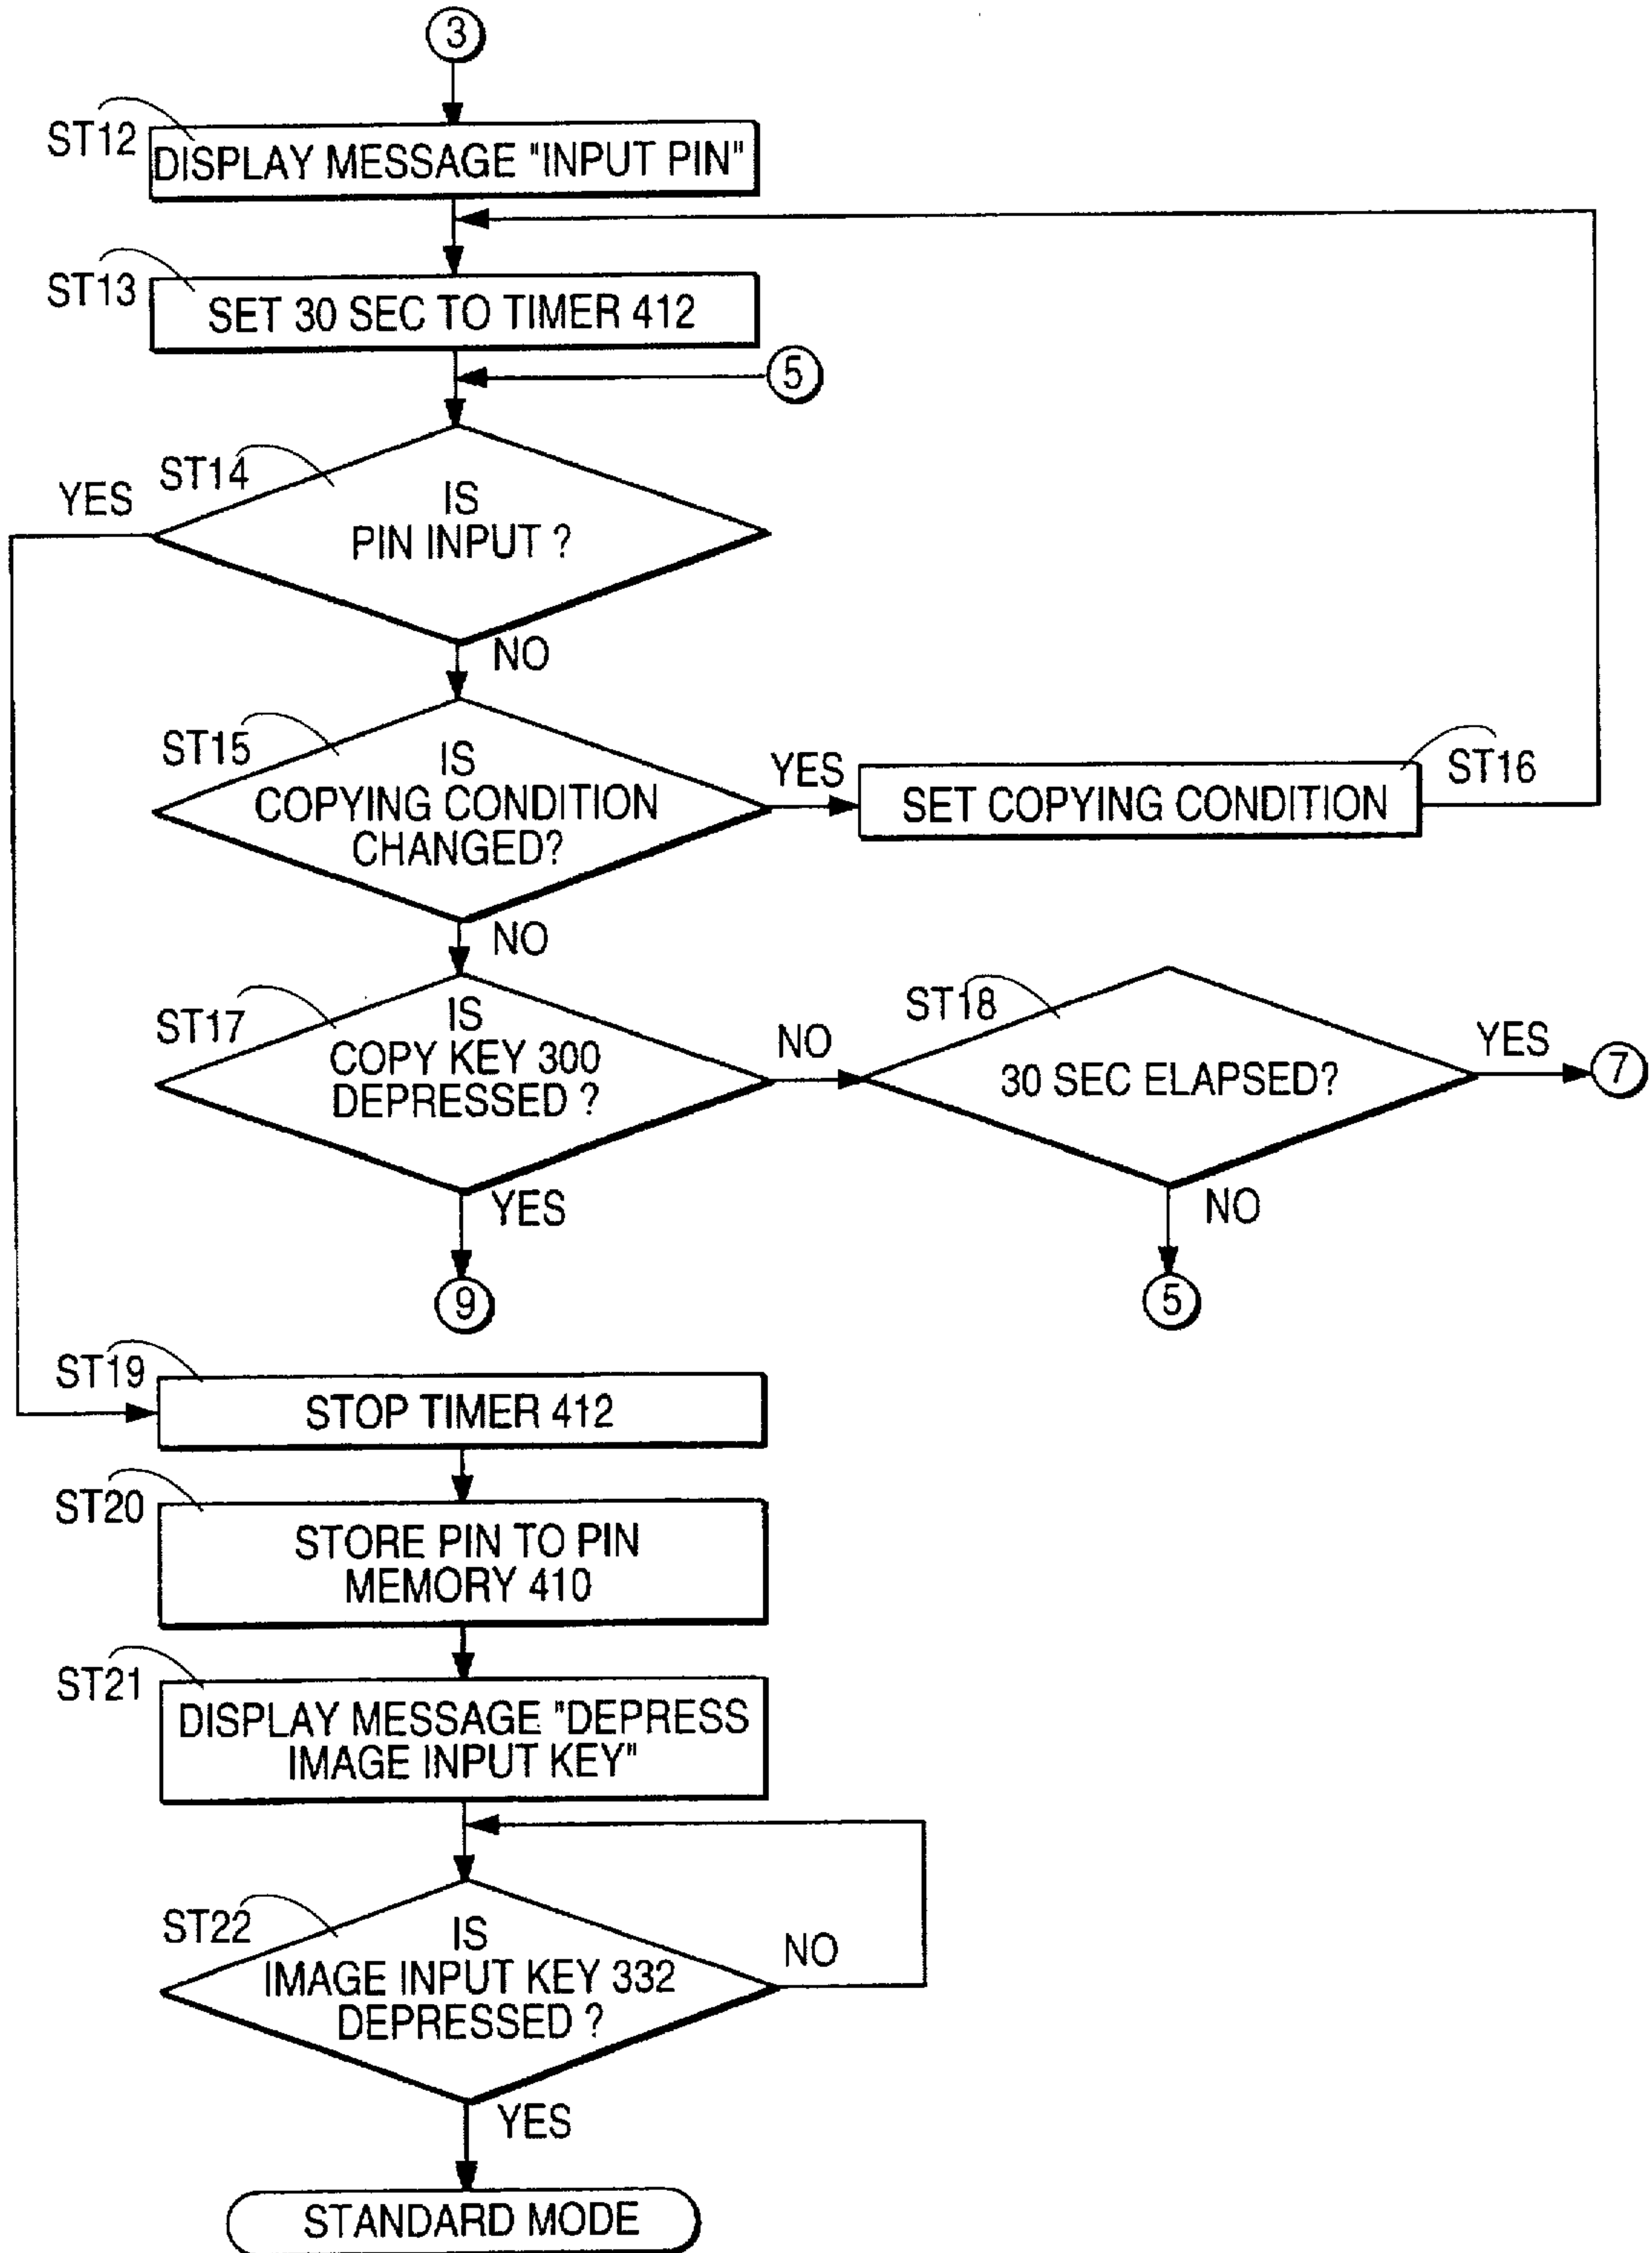 3
ST12
DISPLAY MESSAGE "INPUT PIN"
ST13
SET 30 SEC TO TIMER 412
5
ST14
YES
IS
PIN INPUT ?
NO
ST15
IS
COPYING CONDITION
CHANGED?
YES
ST16
SET COPYING CONDITION
NO
ST17
IS
COPY KEY 300
DEPRESSED ?
NO
ST18
30 SEC ELAPSED?
YES
7
YES
NO
9
5
ST19
STOP TIMER 412
ST20
STORE PIN TO PIN
MEMORY 410
ST21
DISPLAY MESSAGE "DEPRESS
IMAGE INPUT KEY"
ST22
IS
IMAGE INPUT KEY 332
DEPRESSED ?
NO
YES
STANDARD MODE